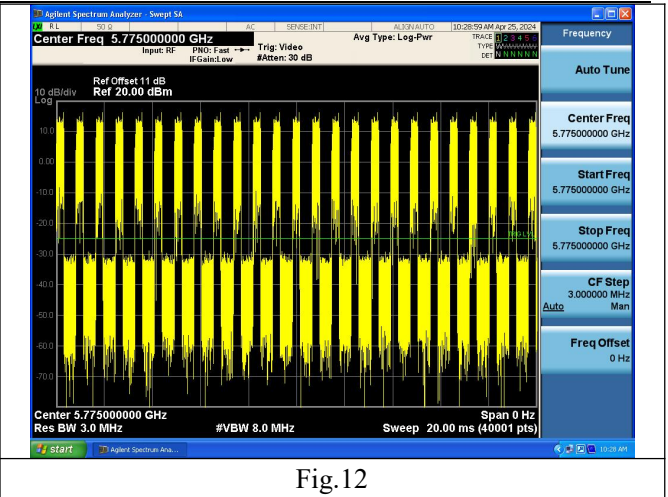 Agilent Spectrum Analyzer - Swept SA
R L 50 Ω AC SENSE:INT ALIGN AUTO 10:28:59 AM Apr 25, 2024
Center Freq 5.775000000 GHz
Input: RF PNO: Fast Trig: Video Avg Type: Log-Pwr TRACE 1 2 3 4 5 6
IFGain:Low #Atten: 30 dB TYPE
DET N N N N N N
Ref Offset 11 dB
10 dB/div Ref 20.00 dBm
Log
10.0
0.00
-10.0
-20.0
-30.0
-40.0
-50.0
-60.0
-70.0
Center 5.775000000 GHz Span 0 Hz
Res BW 3.0 MHz #VBW 8.0 MHz Sweep 20.00 ms (40001 pts)
Frequency
Auto Tune
Center Freq
5.775000000 GHz
Start Freq
5.775000000 GHz
Stop Freq
5.775000000 GHz
CF Step
3.000000 MHz
Auto Man
Freq Offset
0 Hz
start Agilent Spectrum Ana... 10:28 AM
Fig.12